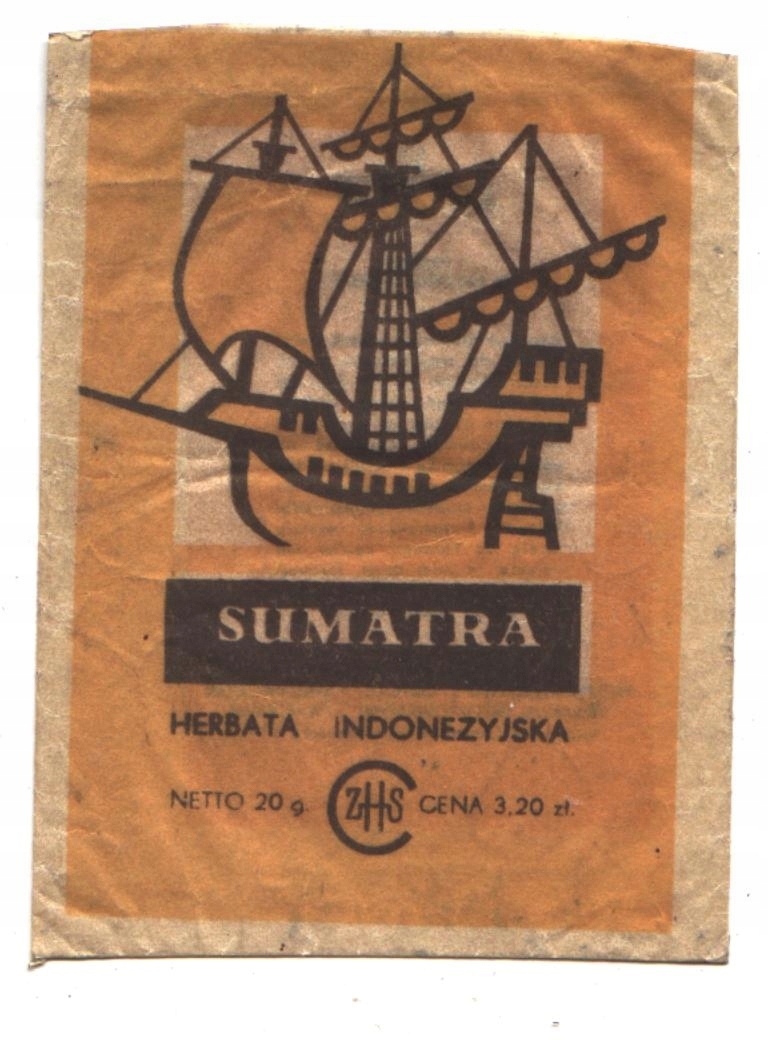 SUMATRA
HERBATA INDONEZYJSKA
NETTO 20 g. CZHS CENA 3,20 zł.